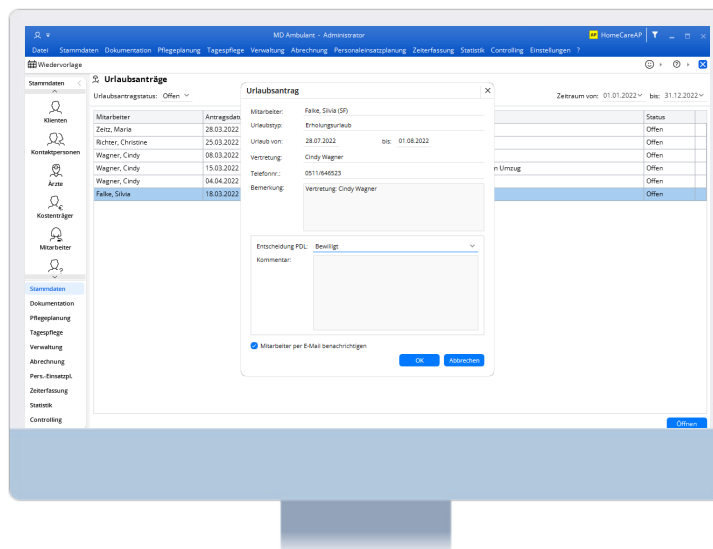 MD Ambulant - Administrator
AP HomeCareAP
Datei Stammdaten Dokumentation Pflegeplanung Tagespflege Verwaltung Abrechnung Personaleinsatzplanung Zeiterfassung Statistik Controlling Einstellungen ?
Wiedervorlage
Stammdaten
Klienten
Kontaktpersonen
Ärzte
Kostenträger
Mitarbeiter
Stammdaten
Dokumentation
Pflegeplanung
Tagespflege
Verwaltung
Abrechnung
Pers.-Einsatzpl.
Zeiterfassung
Statistik
Controlling
Urlaubsanträge
Urlaubsantragstatus: Offen
Zeitraum von: 01.01.2022 bis: 31.12.2022
Mitarbeiter Status
Zeitz, Maria 28.03.2022 Offen
Richter, Christine 25.03.2022 Offen
Wagner, Cindy 08.03.2022 Offen
Wagner, Cindy 15.03.2022 Umzug Offen
Wagner, Cindy 04.04.2022 Offen
Falke, Silvia 18.03.2022 Offen
Urlaubsantrag
Mitarbeiter: Falke, Silvia (SF)
Urlaubstyp: Erholungsurlaub
Urlaub von: 28.07.2022 bis: 01.08.2022
Vertretung: Cindy Wagner
Telefonnr.: 0511/646523
Bemerkung: Vertretung: Cindy Wagner
Entscheidung PDL: Bewilligt
Kommentar:
Mitarbeiter per E-Mail benachrichtigen
OK Abbrechen
Öffnen